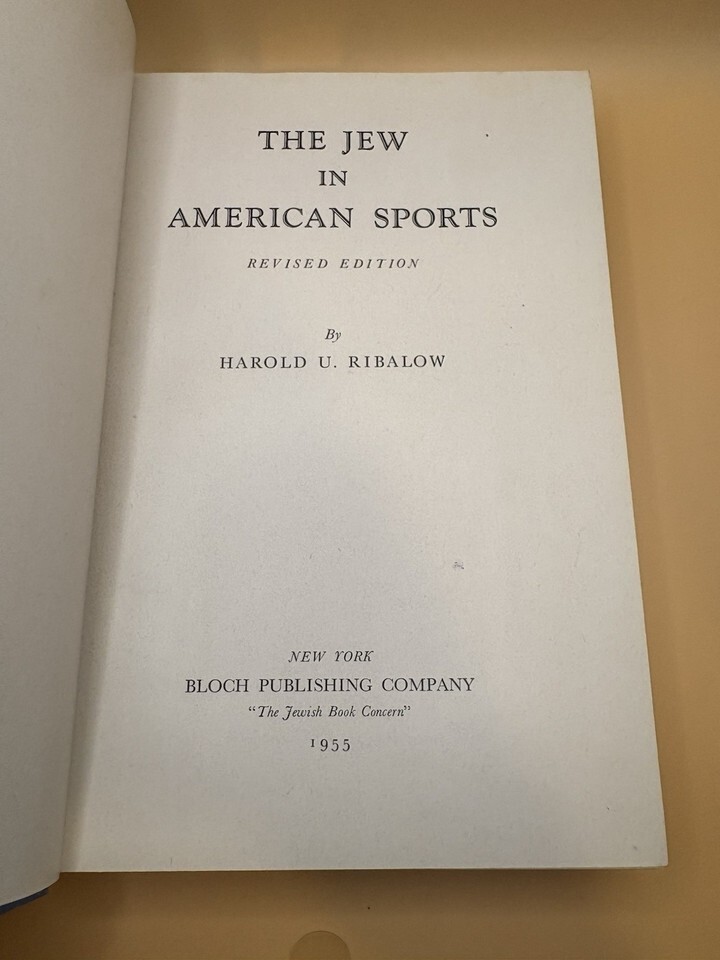 THE JEW
IN
AMERICAN SPORTS
REVISED EDITION
By
HAROLD U. RIBALOW
NEW YORK
BLOCH PUBLISHING COMPANY
"The Jewish Book Concern"
1955